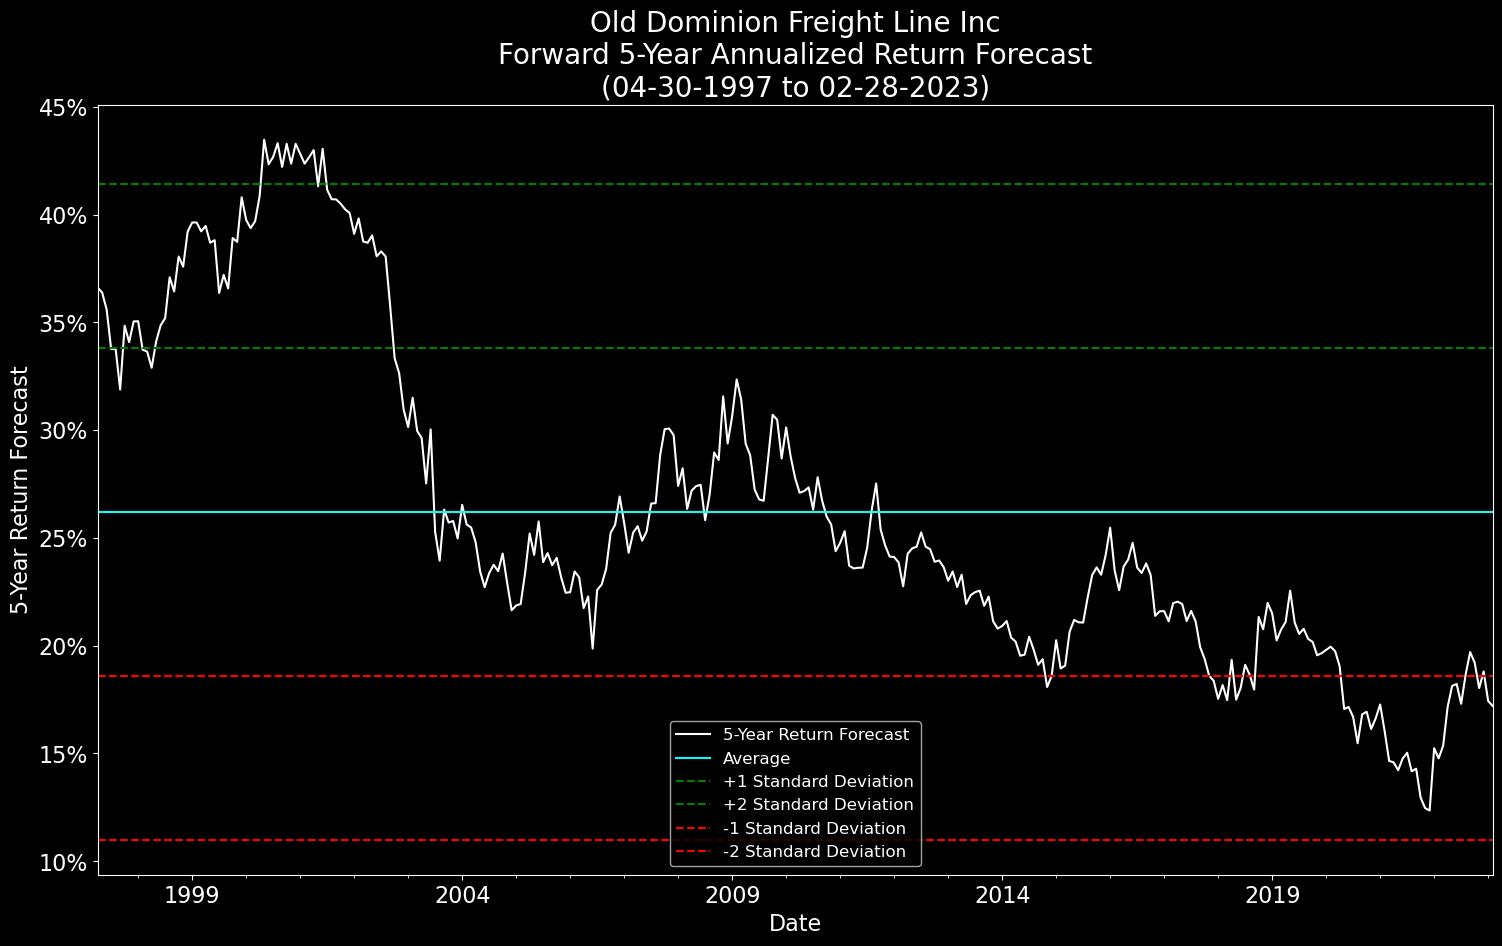 Old Dominion Freight Line Inc
Forward 5-Year Annualized Return Forecast
(04-30-1997 to 02-28-2023)
45%
40%
35%
30%
25%
20%
15%
10%
5-Year Return Forecast
5-Year Return Forecast
Average
+1 Standard Deviation
+2 Standard Deviation
-1 Standard Deviation
-2 Standard Deviation
1999
2004
2009
2014
2019
Date